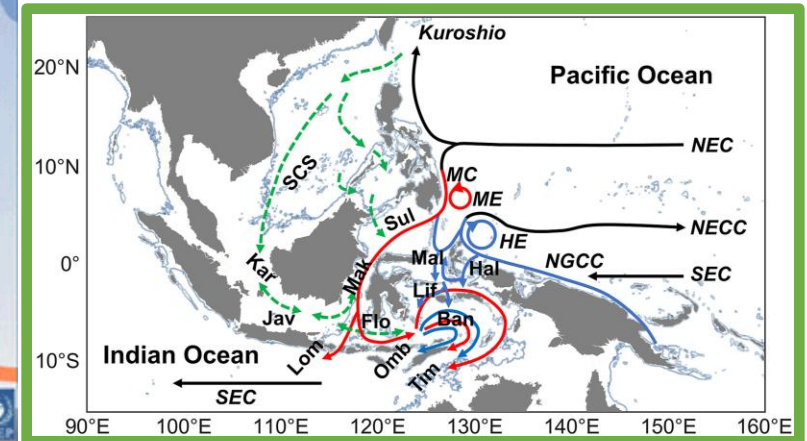 Kuroshio
20°N
Pacific Ocean
NEC
10°N
MC
SCS
ME
Sul
NECC
HE
Mal
NGCC
0°
Kar
Mak
Hal
SEC
Lif
Jav
Flo
Ban
Indian Ocean
Lom
Omb
10°S
Tim
SEC
15°S
90°E 100°E 110°E 120°E 130°E 140°E 150°E 160°E